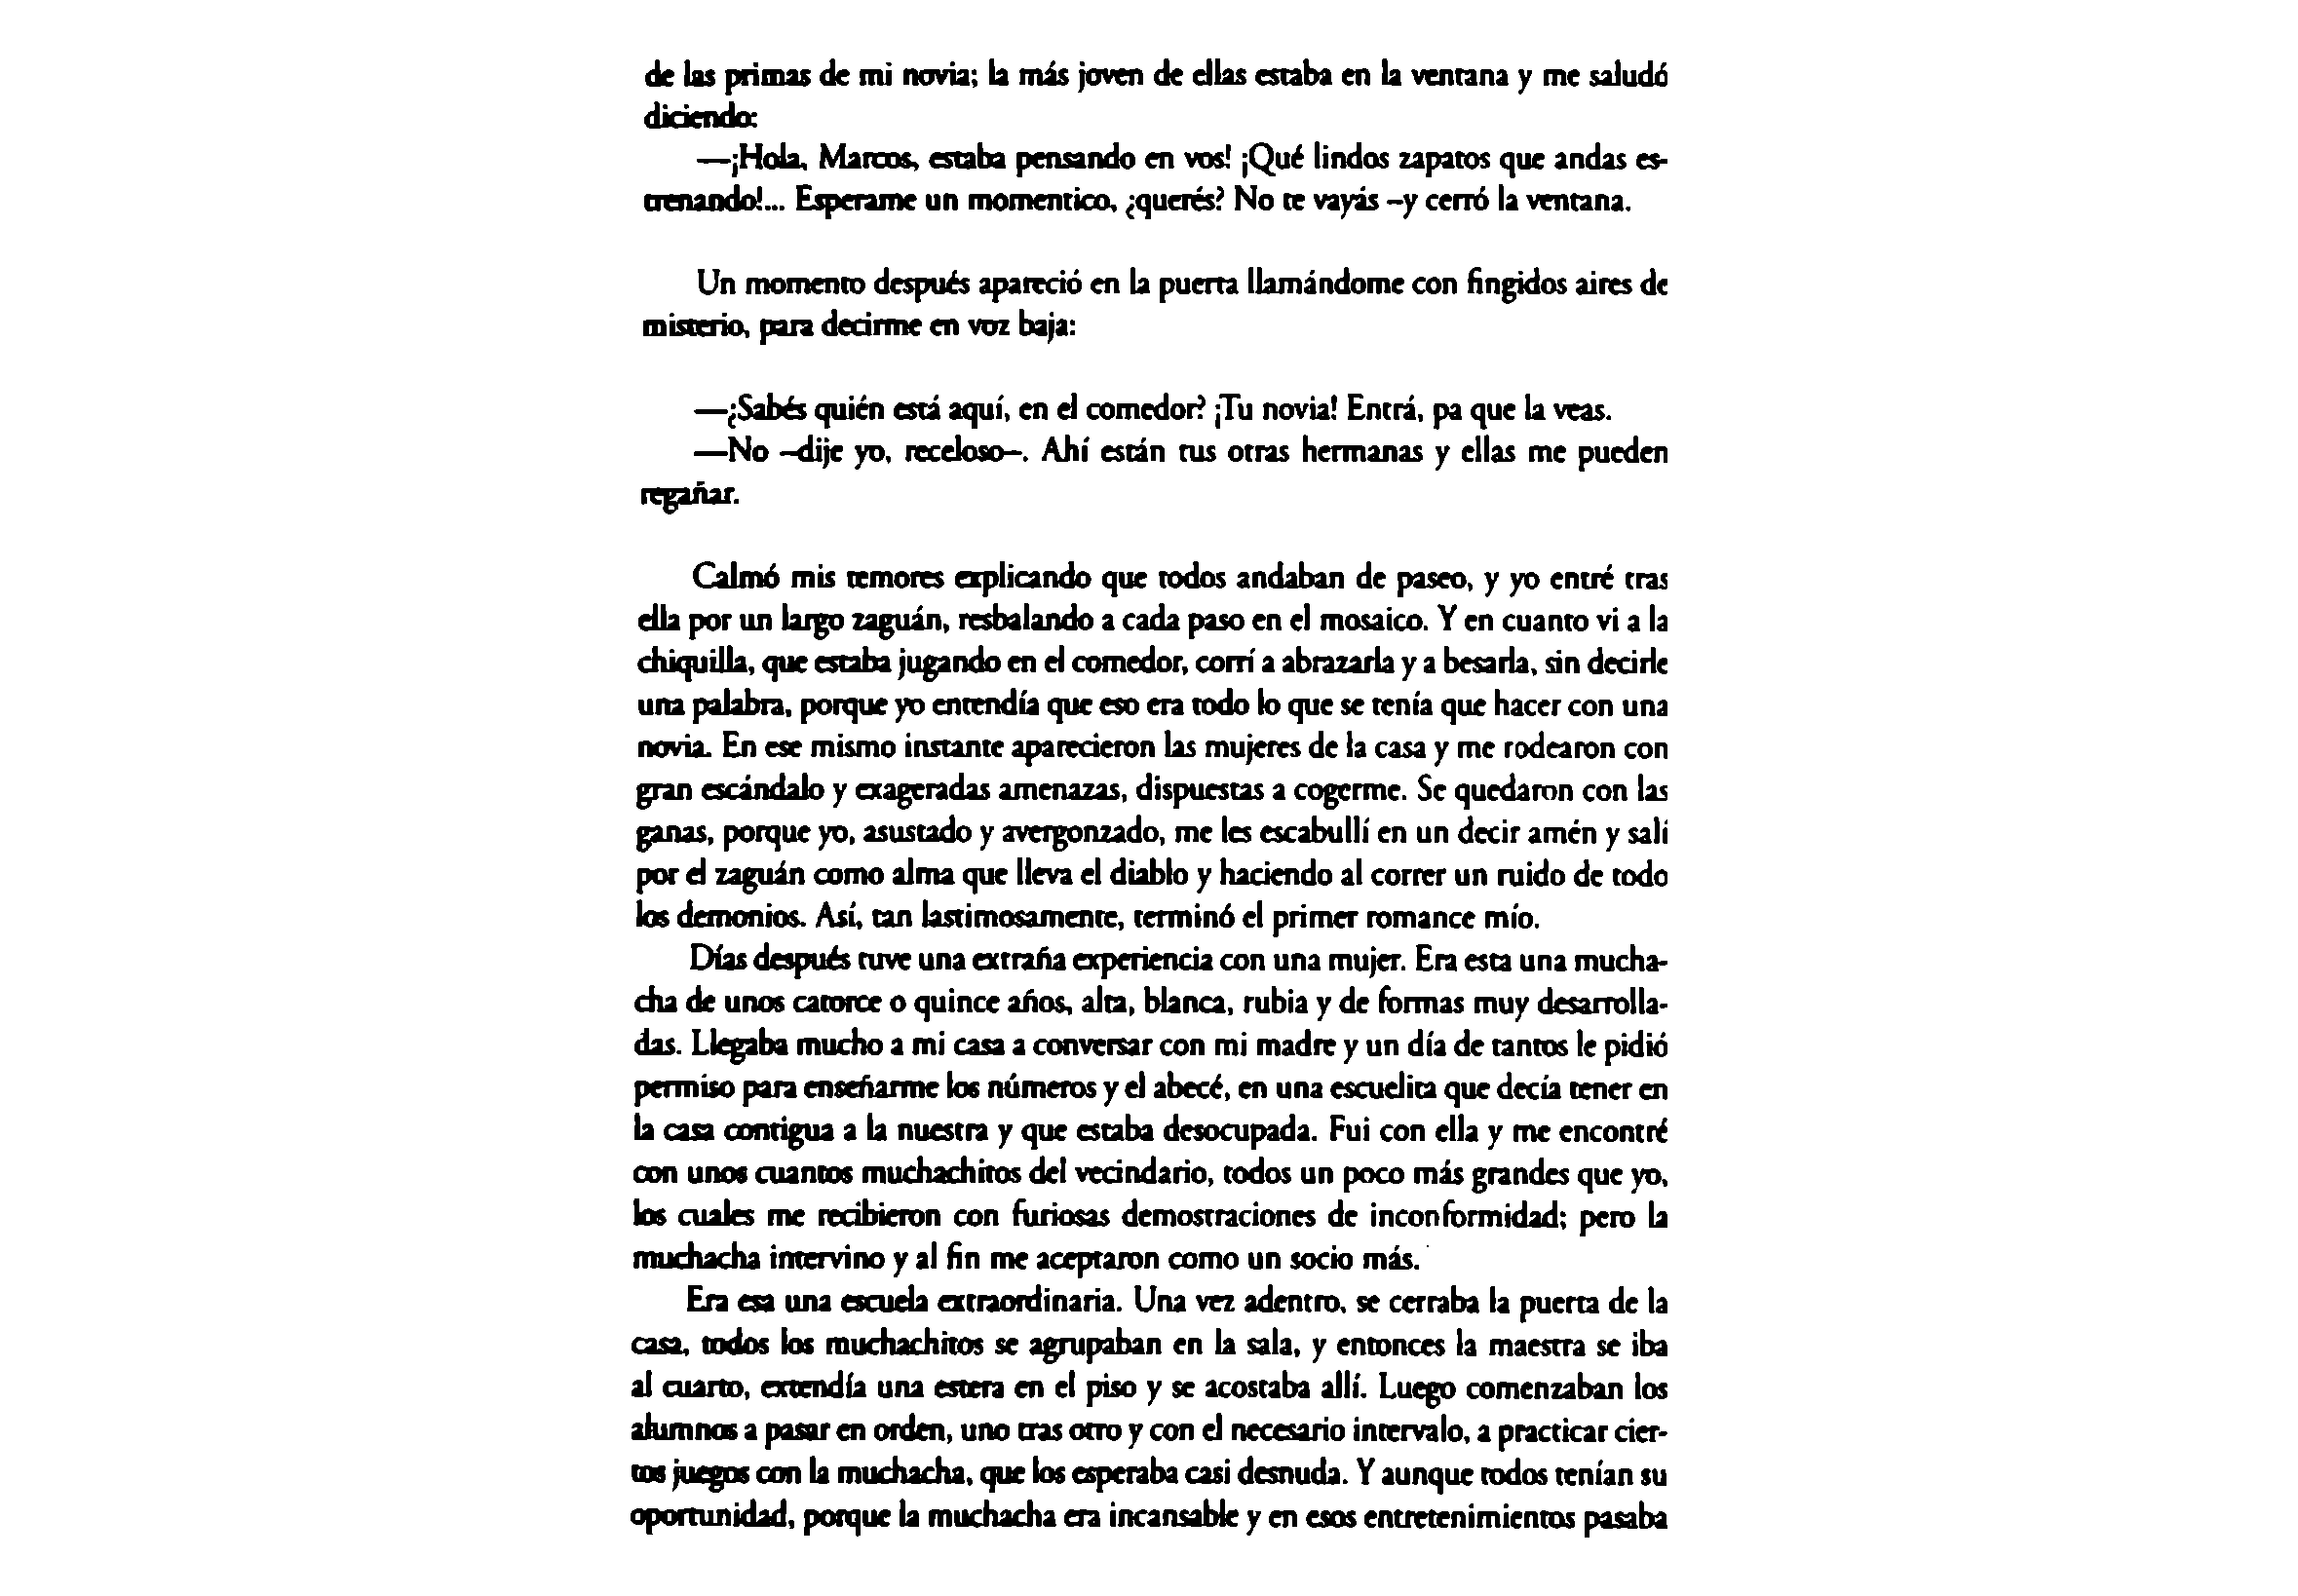 de las primas de mi novia; la más joven de ellas estaba en la ventana y me saludó
diciendo:
—¡Hola, Marcos, estaba pensando en vos! ¡Qué lindos zapatos que andas es-
trenando!... Esperame un momentico, ¿querés? No te vayás –y cerró la ventana.
Un momento después apareció en la puerta llamándome con fingidos aires de
misterio, para decirme en voz baja:
—¿Sabés quién está aquí, en el comedor? ¡Tu novia! Entrá, pa que la veas.
—No –dije yo, receloso–. Ahí están tus otras hermanas y ellas me pueden
regañar.
Calmó mis temores explicando que todos andaban de paseo, y yo entré tras
ella por un largo zaguán, resbalando a cada paso en el mosaico. Y en cuanto vi a la
chiquilla, que estaba jugando en el comedor, corrí a abrazarla y a besarla, sin decirle
una palabra, porque yo entendía que eso era todo lo que se tenía que hacer con una
novia. En ese mismo instante aparecieron las mujeres de la casa y me rodearon con
gran escándalo y exageradas amenazas, dispuestas a cogerme. Se quedaron con las
ganas, porque yo, asustado y avergonzado, me les escabullí en un decir amén y salí
por el zaguán como alma que lleva el diablo y haciendo al correr un ruido de todo
los demonios. Así, tan lastimosamente, terminó el primer romance mío.
Días después tuve una extraña experiencia con una mujer. Era esta una mucha-
cha de unos catorce o quince años, alta, blanca, rubia y de formas muy desarrolla-
das. Llegaba mucho a mi casa a conversar con mi madre y un día de tantos le pidió
permiso para enseñarme los números y el abecé, en una escuelita que decía tener en
la casa contigua a la nuestra y que estaba desocupada. Fui con ella y me encontré
con unos cuantos muchachitos del vecindario, todos un poco más grandes que yo,
los cuales me recibieron con furiosas demostraciones de inconformidad; pero la
muchacha intervino y al fin me aceptaron como un socio más.
Era esa una escuela extraordinaria. Una vez adentro, se cerraba la puerta de la
casa, todos los muchachitos se agrupaban en la sala, y entonces la maestra se iba
al cuarto, extendía una estera en el piso y se acostaba allí. Luego comenzaban los
alumnos a pasar en orden, uno tras otro y con el necesario intervalo, a practicar cier-
tos juegos con la muchacha, que los esperaba casi desnuda. Y aunque todos tenían su
oportunidad, porque la muchacha era incansable y en esos entretenimientos pasaba